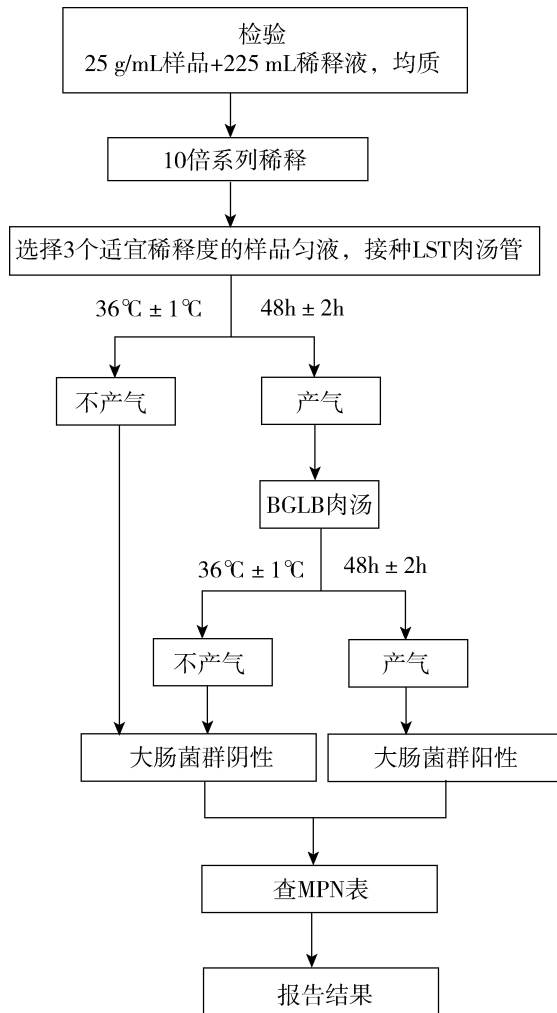 检验
25 g/mL样品+225 mL稀释液，均质
10倍系列稀释
选择3个适宜稀释度的样品匀液，接种LST肉汤管
36℃ ± 1℃ 48h ± 2h
不产气 产气
BGLB肉汤
36℃ ± 1℃ 48h ± 2h
不产气 产气
大肠菌群阴性 大肠菌群阳性
查MPN表
报告结果